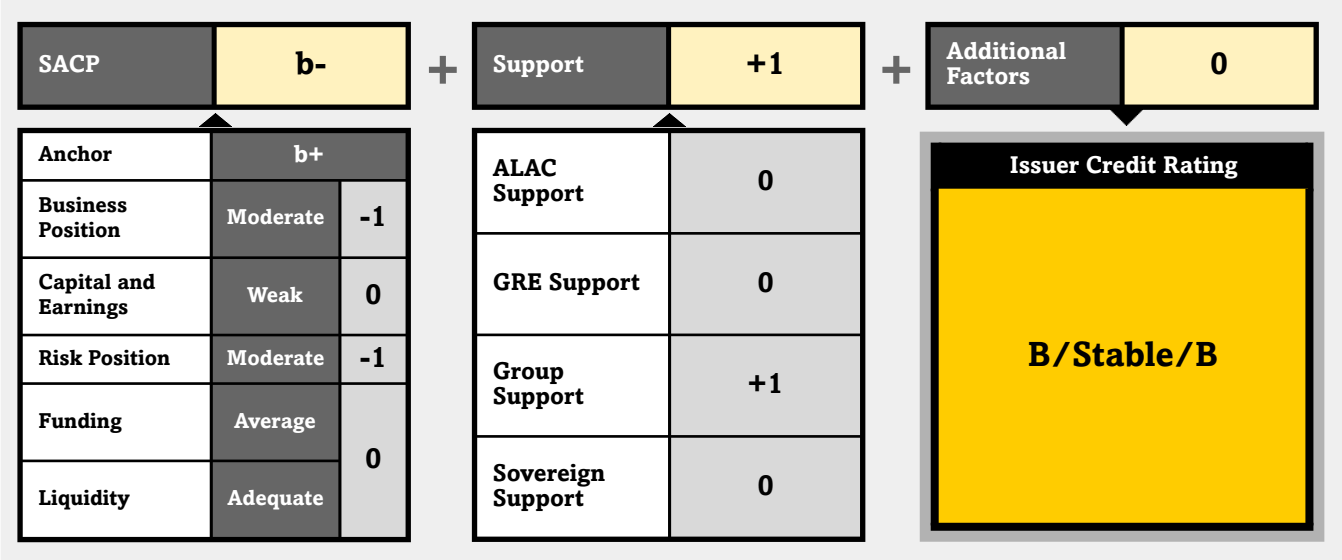 SACP b- + Support +1 + Additional Factors 0
Anchor b+
Business Position Moderate -1
Capital and Earnings Weak 0
Risk Position Moderate -1
Funding Average 0
Liquidity Adequate
ALAC Support 0
GRE Support 0
Group Support +1
Sovereign Support 0
Issuer Credit Rating
B/Stable/B